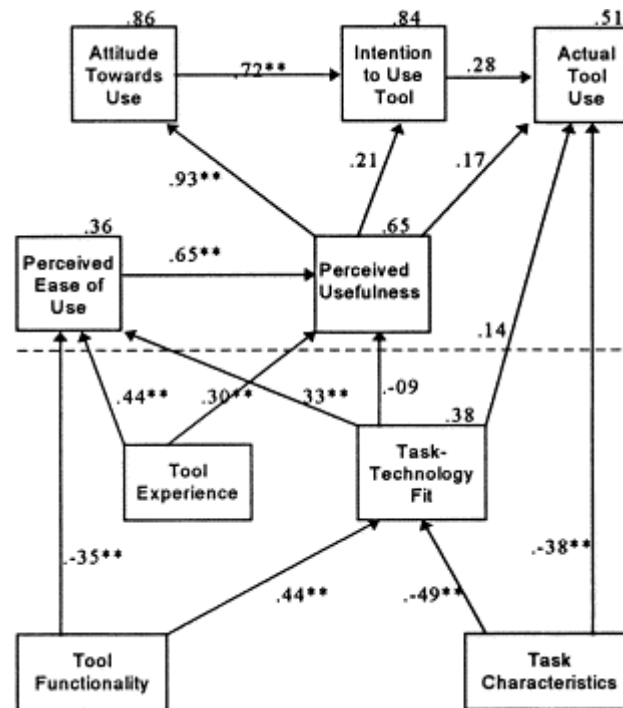 .86
.84
.51
Attitude
Towards
Use
.72**
Intention
to Use
Tool
.28
Actual
Tool
Use
.93**
.21
.17
.36
.65
Perceived
Ease of
Use
.65**
Perceived
Usefulness
.14
.44**
.30**
.33**
.-09
.38
Tool
Experience
Task-
Technology
Fit
.-35**
.44**
.-49**
.-38**
Tool
Functionality
Task
Characteristics